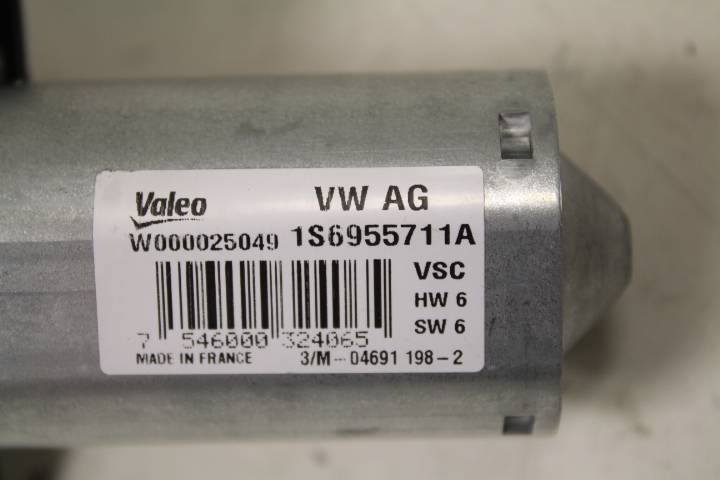 Valeo VW AG
W000025049 1S6955711A
VSC
HW 6
SW 6
7 546000 324065
MADE IN FRANCE 3/M-04691 198-2